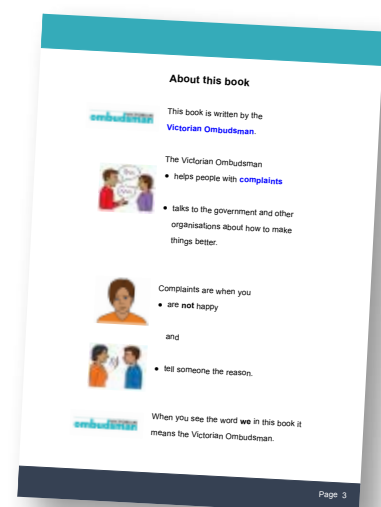 About this book
ombudsman
This book is written by the
Victorian Ombudsman.
The Victorian Ombudsman
• helps people with complaints
• talks to the government and other
organisations about how to make
things better.
Complaints are when you
• are not happy
and
• tell someone the reason.
ombudsman
When you see the word we in this book it
means the Victorian Ombudsman.
Page 3